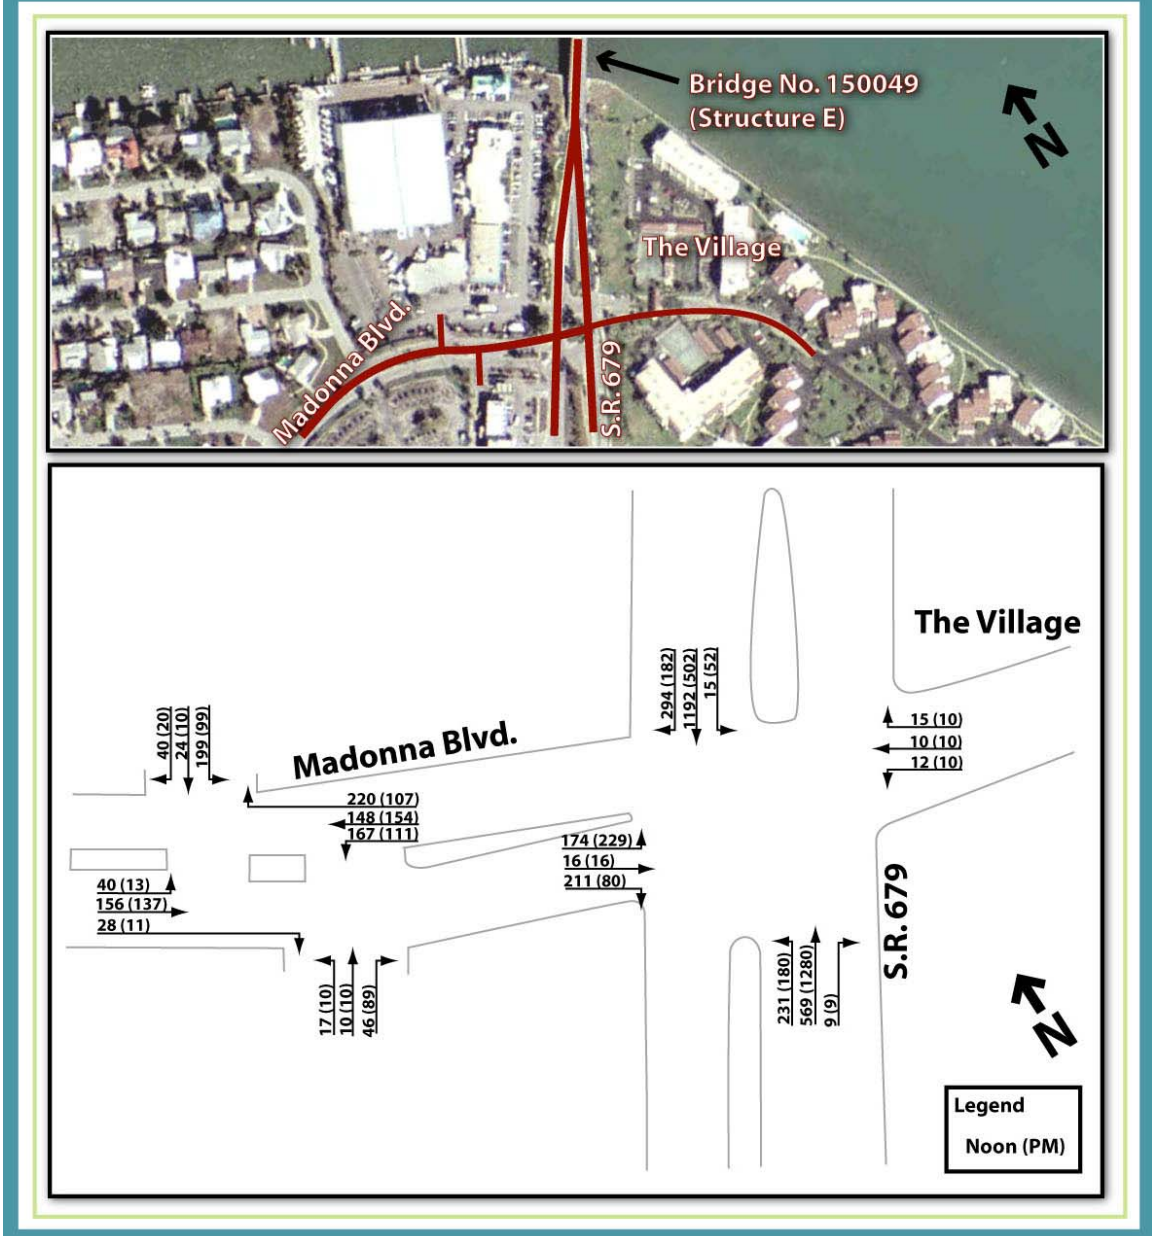 Bridge No. 150049
(Structure E)
N
The Village
Madonna Blvd.
S.R. 679
The Village
294 (182)
1192 (502)
15 (52)
15 (10)
10 (10)
12 (10)
40 (20)
24 (10)
199 (99)
Madonna Blvd.
220 (107)
148 (154)
167 (111)
174 (229)
16 (16)
211 (80)
40 (13)
156 (137)
28 (11)
S.R. 679
17 (10)
10 (10)
46 (89)
231 (180)
569 (1280)
9 (9)
N
Legend
Noon (PM)